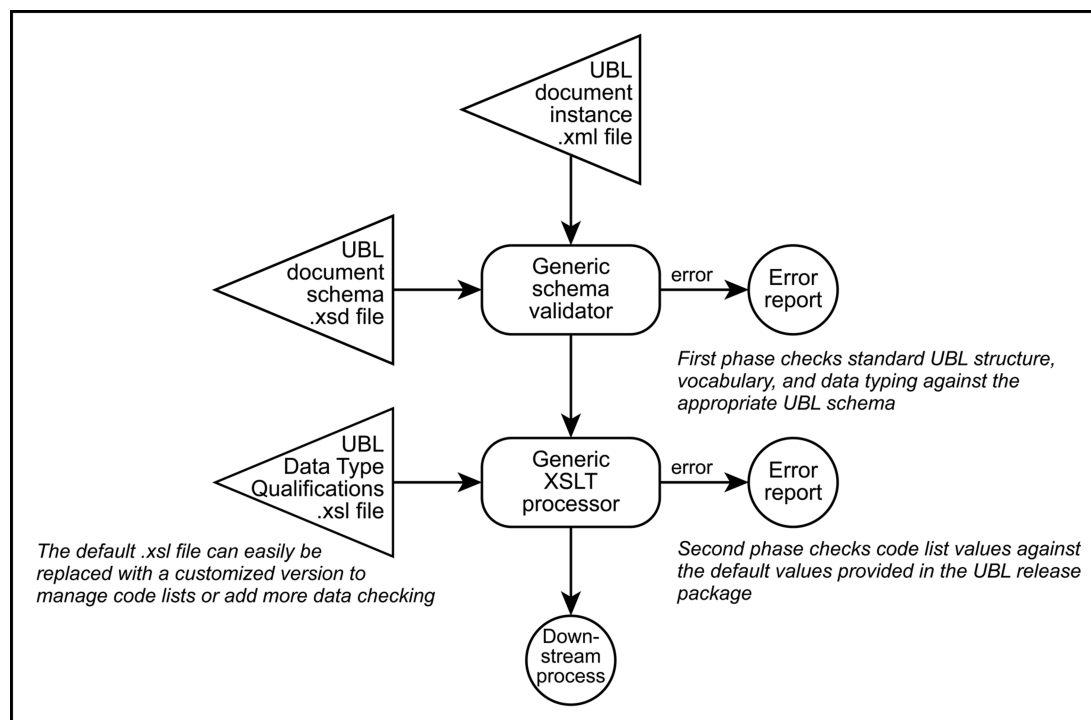 UBL
document
instance
.xml file
UBL
document
schema
.xsd file
Generic
schema
validator
error
Error
report
First phase checks standard UBL structure,
vocabulary, and data typing against the
appropriate UBL schema
UBL
Data Type
Qualifications
.xsl file
Generic
XSLT
processor
error
Error
report
The default .xsl file can easily be
replaced with a customized version to
manage code lists or add more data checking
Second phase checks code list values against
the default values provided in the UBL release
package
Down-
stream
process